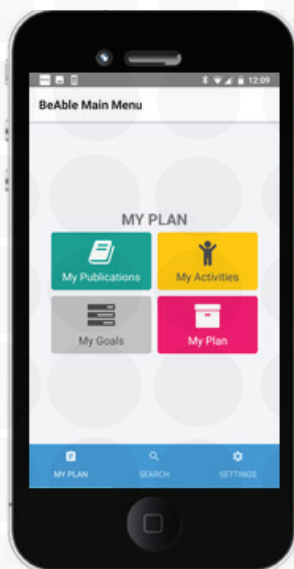 12:09
BeAble Main Menu
MY PLAN
My Publications
My Activities
My Goals
My Plan
MY PLAN
SEARCH
SETTINGS